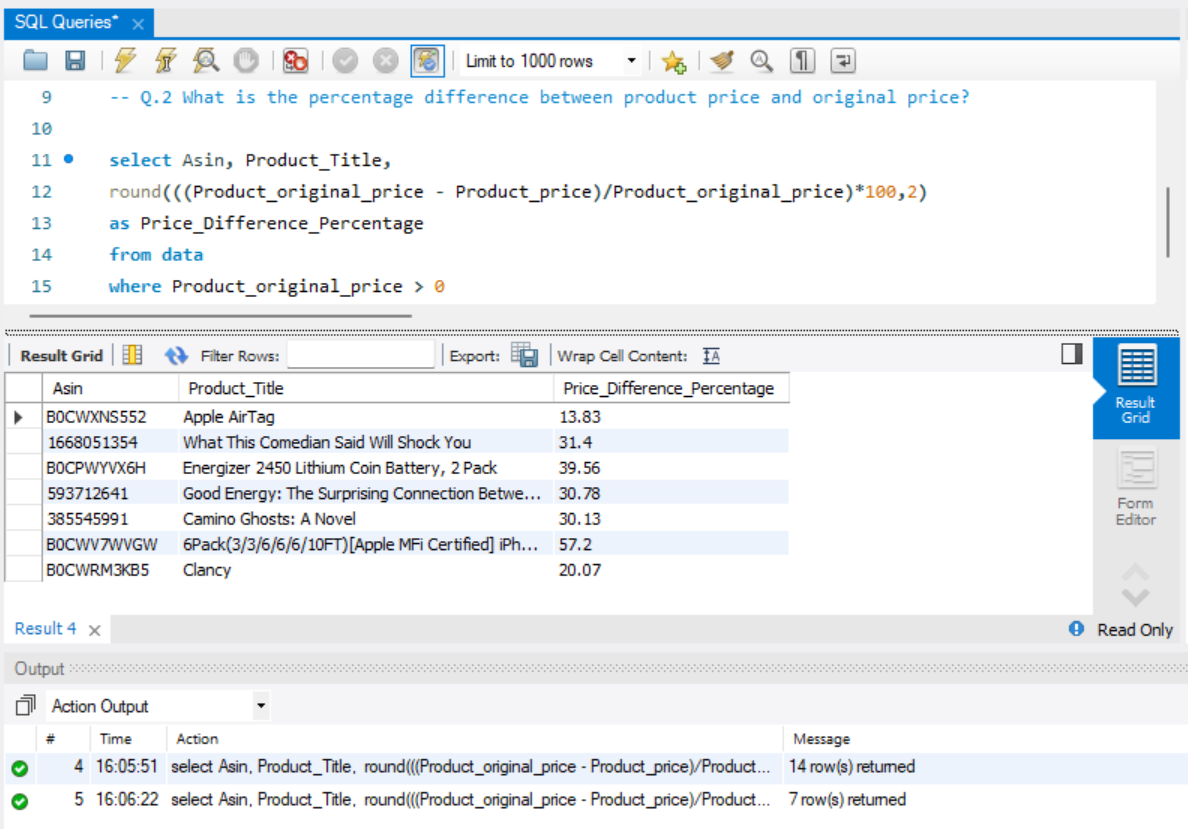 SQL Queries*
Limit to 1000 rows
9 -- Q.2 What is the percentage difference between product price and original price?
10
11 select Asin, Product_Title,
12 round(((Product_original_price - Product_price)/Product_original_price)*100,2)
13 as Price_Difference_Percentage
14 from data
15 where Product_original_price > 0
Result Grid Filter Rows: Export: Wrap Cell Content:
Asin Product_Title Price_Difference_Percentage
B0CWXNS552 Apple AirTag 13.83
1668051354 What This Comedian Said Will Shock You 31.4
B0CPWYVX6H Energizer 2450 Lithium Coin Battery, 2 Pack 39.56
593712641 Good Energy: The Surprising Connection Betwe... 30.78
385545991 Camino Ghosts: A Novel 30.13
B0CWV7WVGW 6Pack(3/3/6/6/6/10FT)[Apple MFi Certified] iPh... 57.2
B0CWRM3KB5 Clancy 20.07
Result
Grid
Form
Editor
Result 4 Read Only
Output
Action Output
# Time Action Message
4 16:05:51 select Asin, Product_Title, round(((Product_original_price - Product_price)/Product... 14 row(s) returned
5 16:06:22 select Asin, Product_Title, round(((Product_original_price - Product_price)/Product... 7 row(s) returned